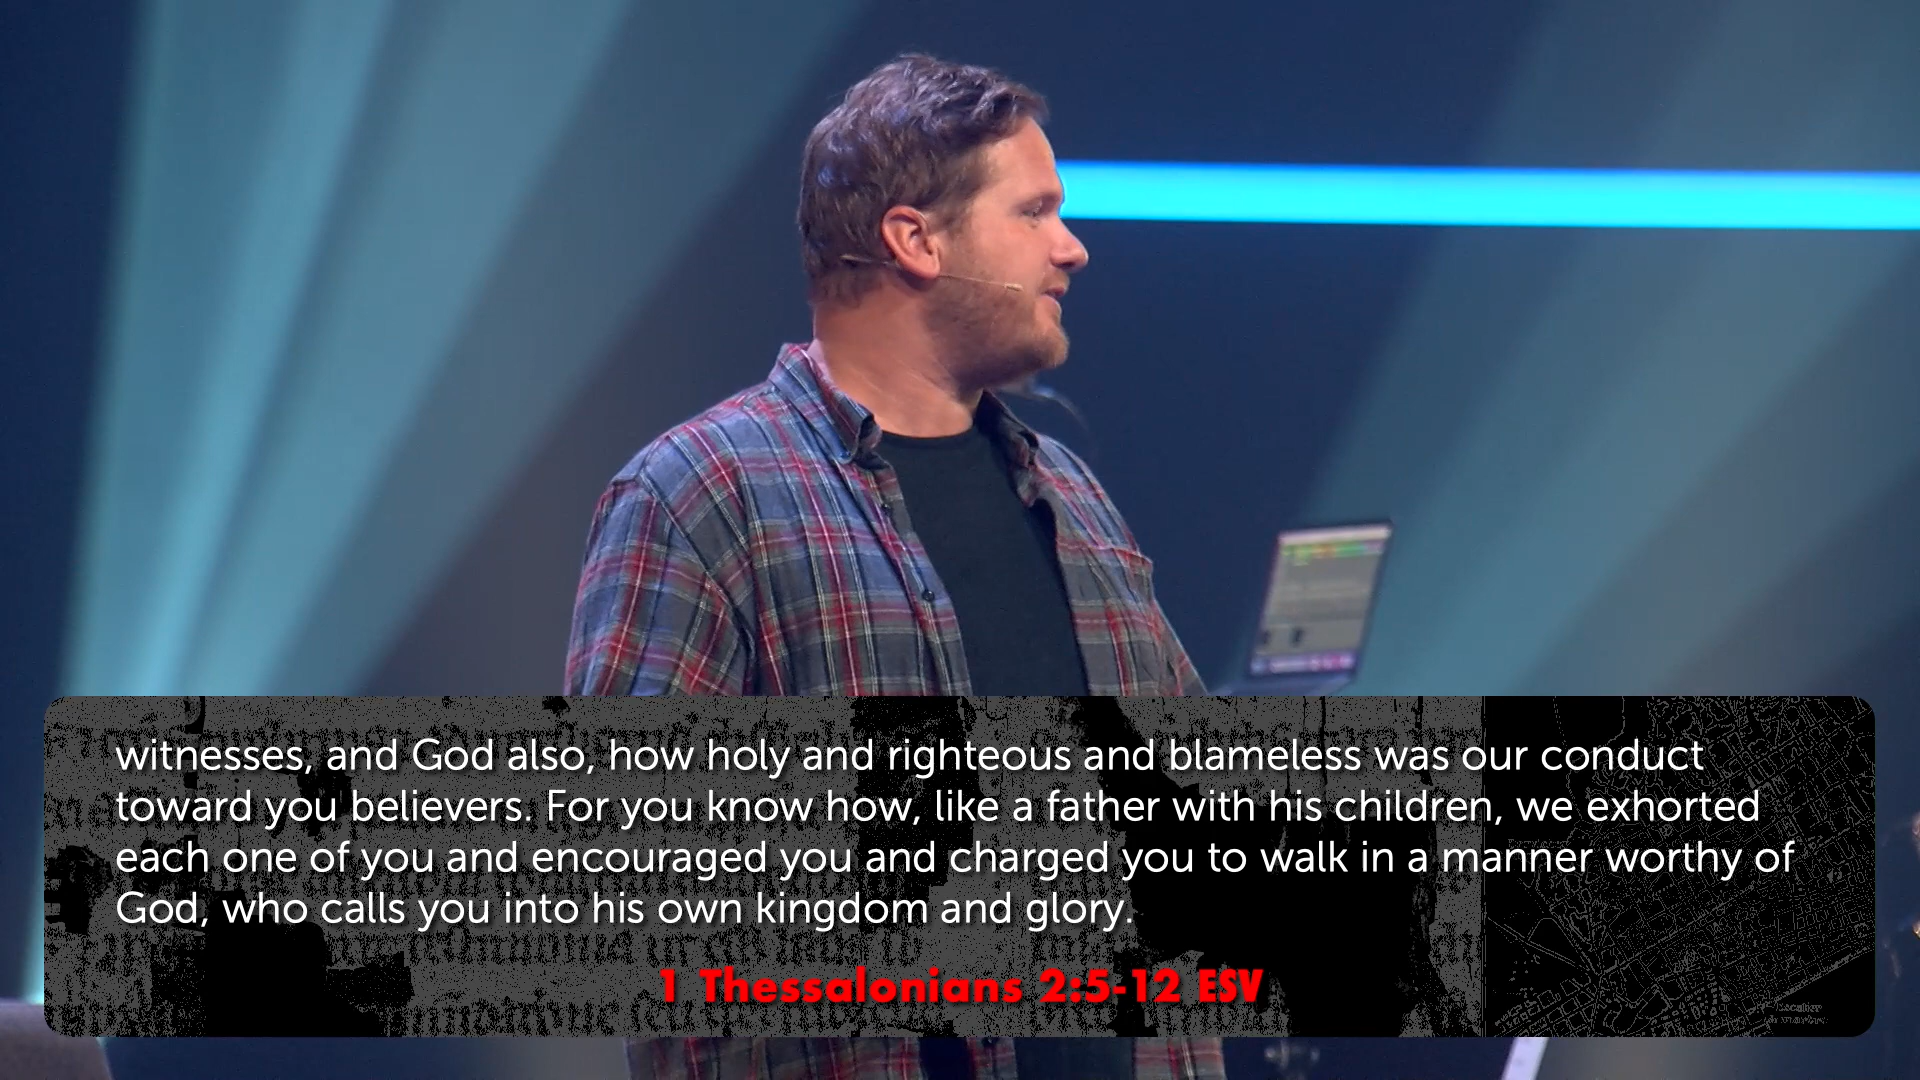 witnesses, and God also, how holy and righteous and blameless was our conduct
toward you believers. For you know how, like a father with his children, we exhorted
each one of you and encouraged you and charged you to walk in a manner worthy of
God, who calls you into his own kingdom and glory.
1 Thessalonians 2:5-12 ESV